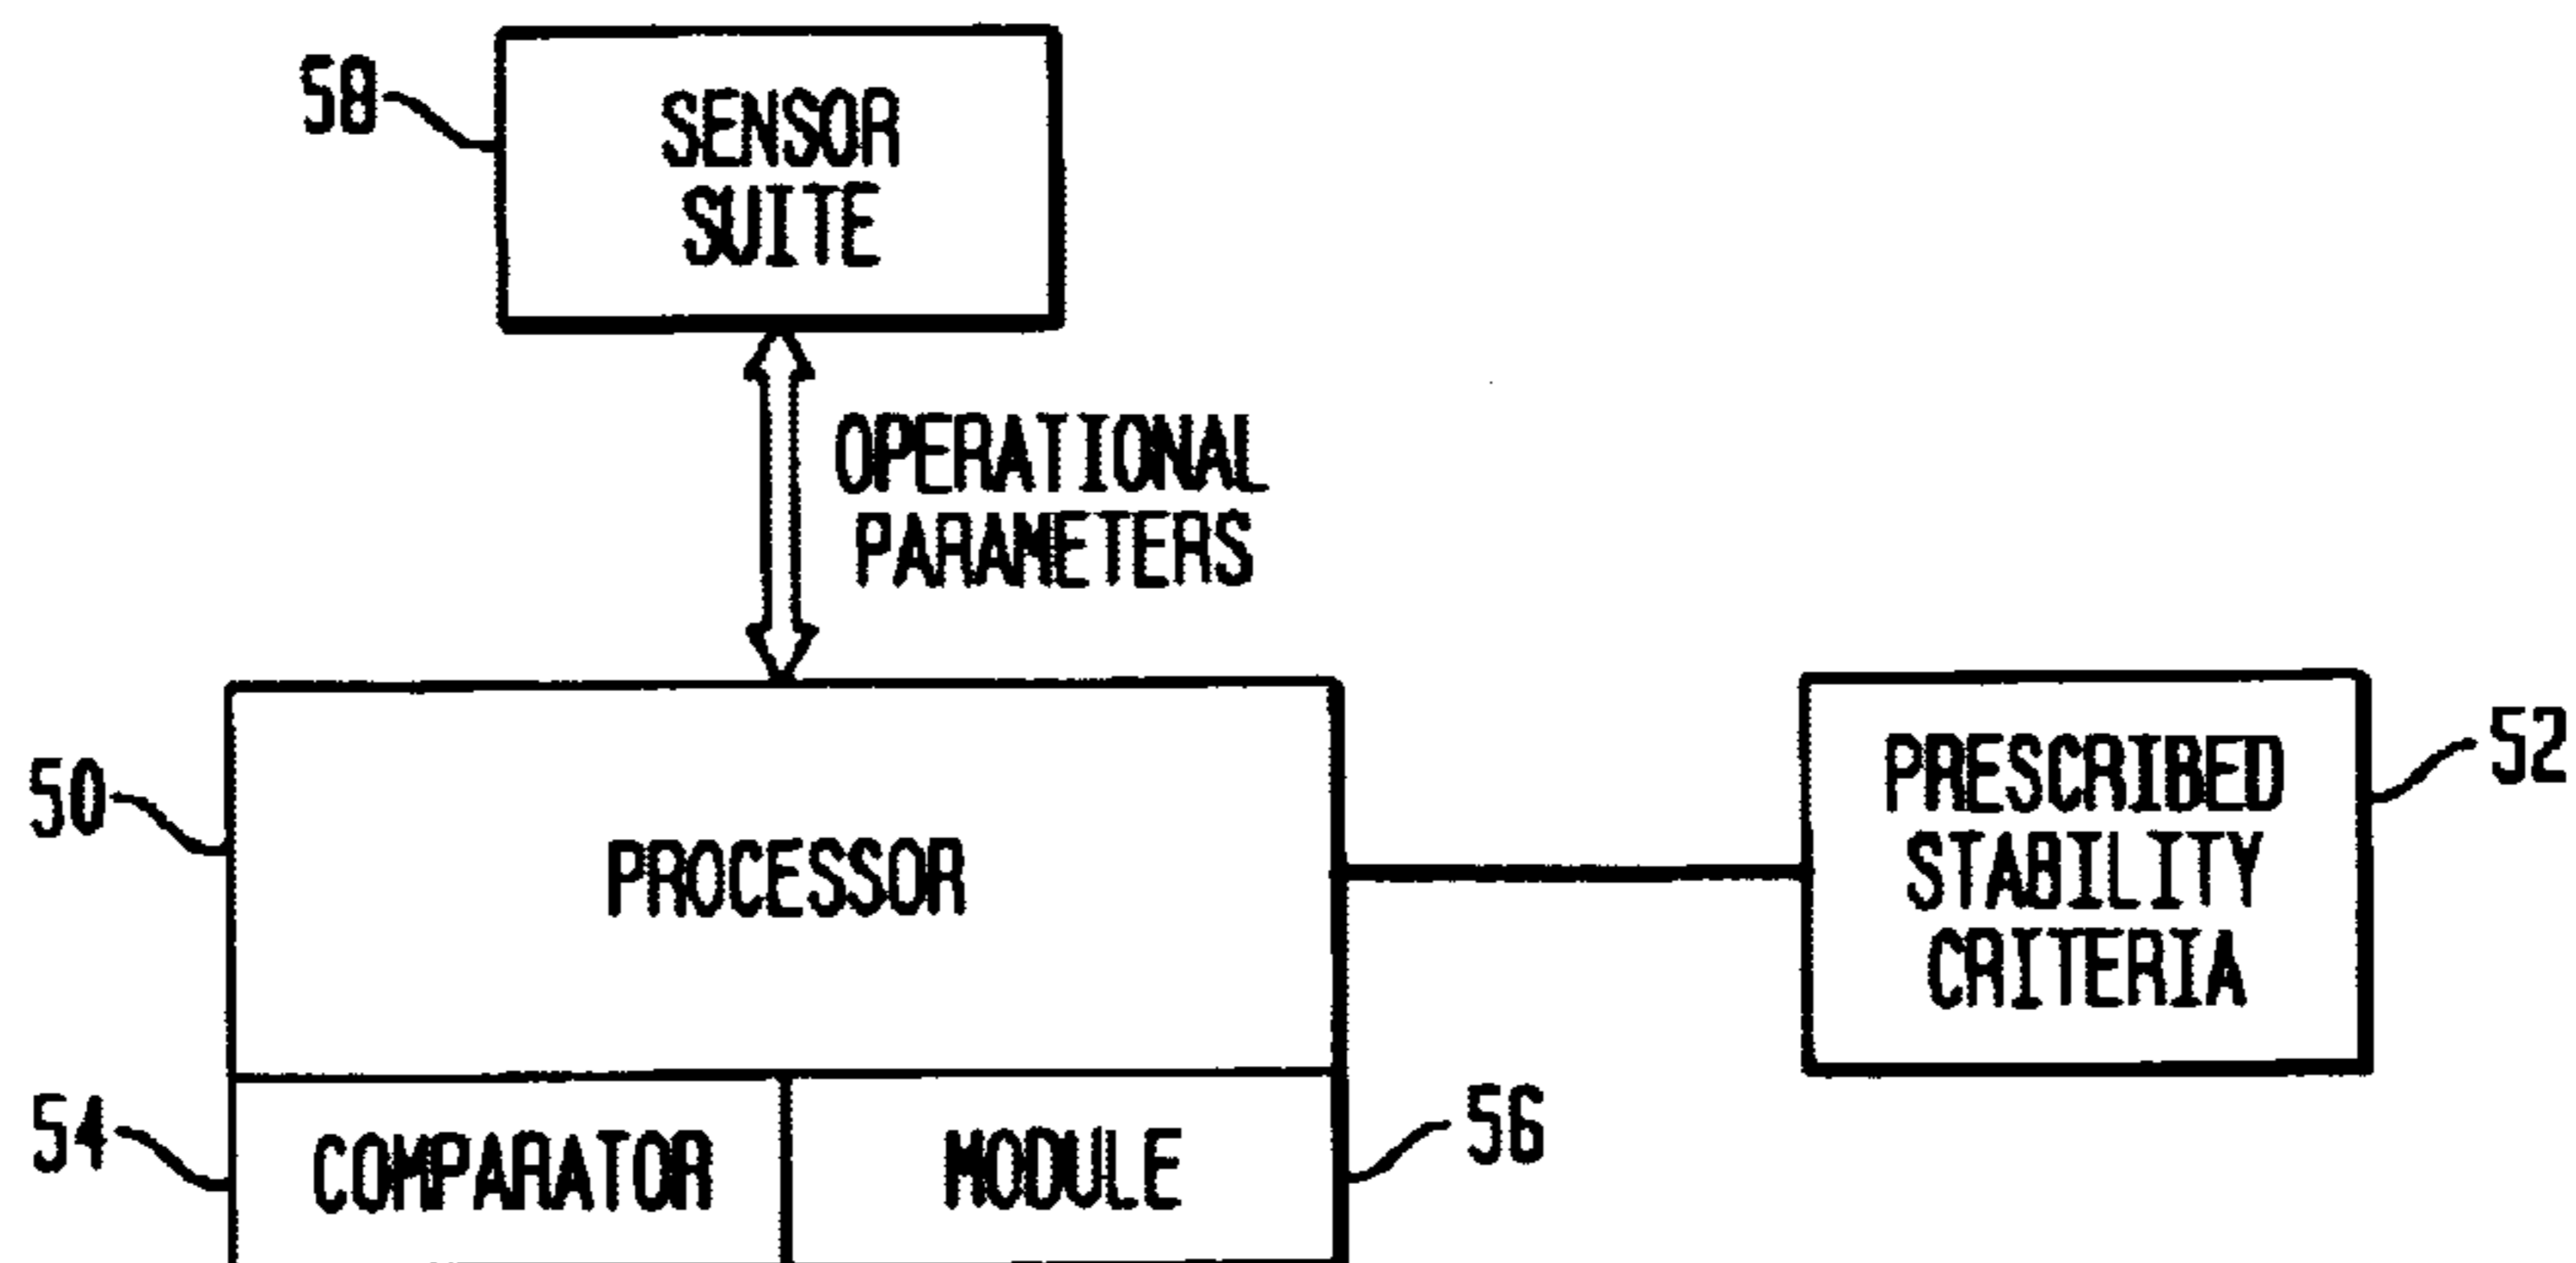 58
SENSOR
SUITE
OPERATIONAL
PARAMETERS
50
PROCESSOR
PRESCRIBED
STABILITY
CRITERIA
52
54
COMPARATOR
MODULE
56